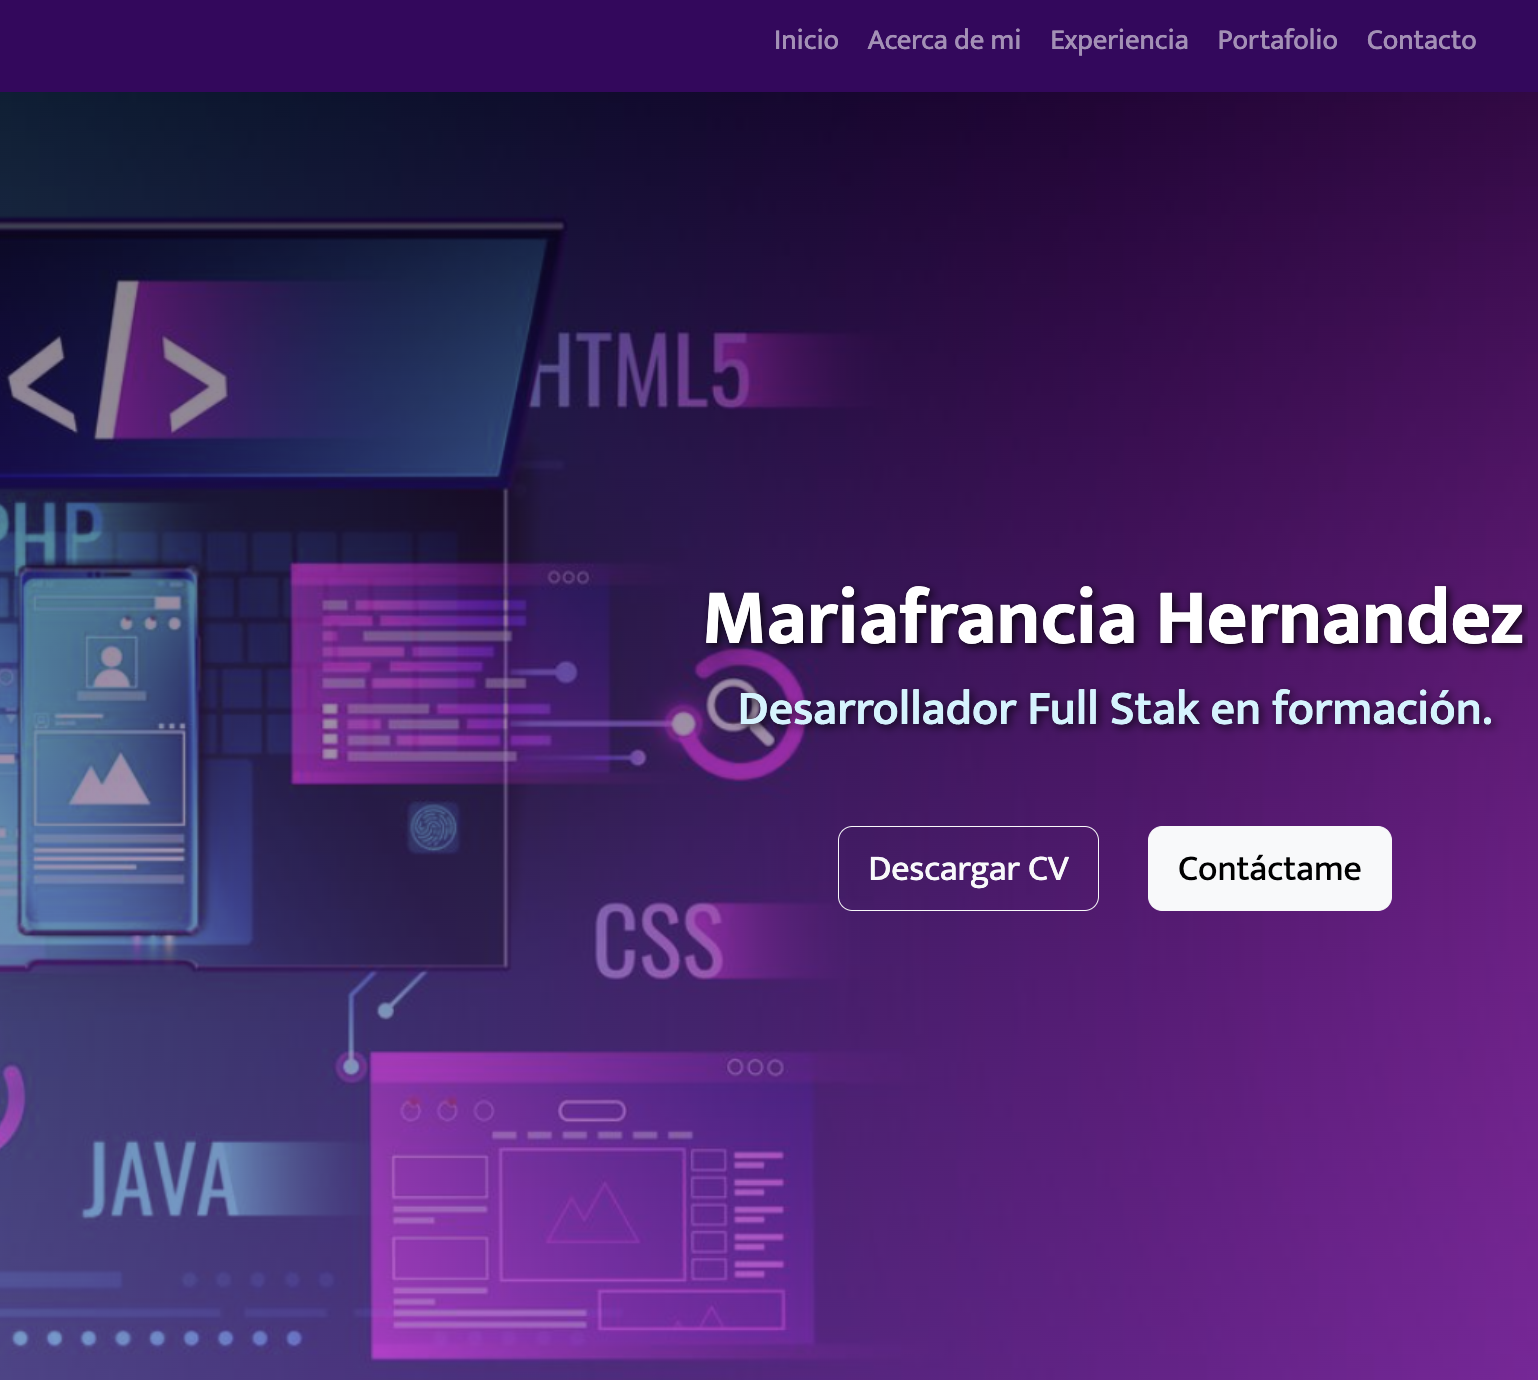 Inicio Acerca de mi Experiencia Portafolio Contacto
</>
HTML5
PHP
Mariafrancia Hernandez
Desarrollador Full Stak en formación.
Descargar CV Contáctame
CSS
JAVA